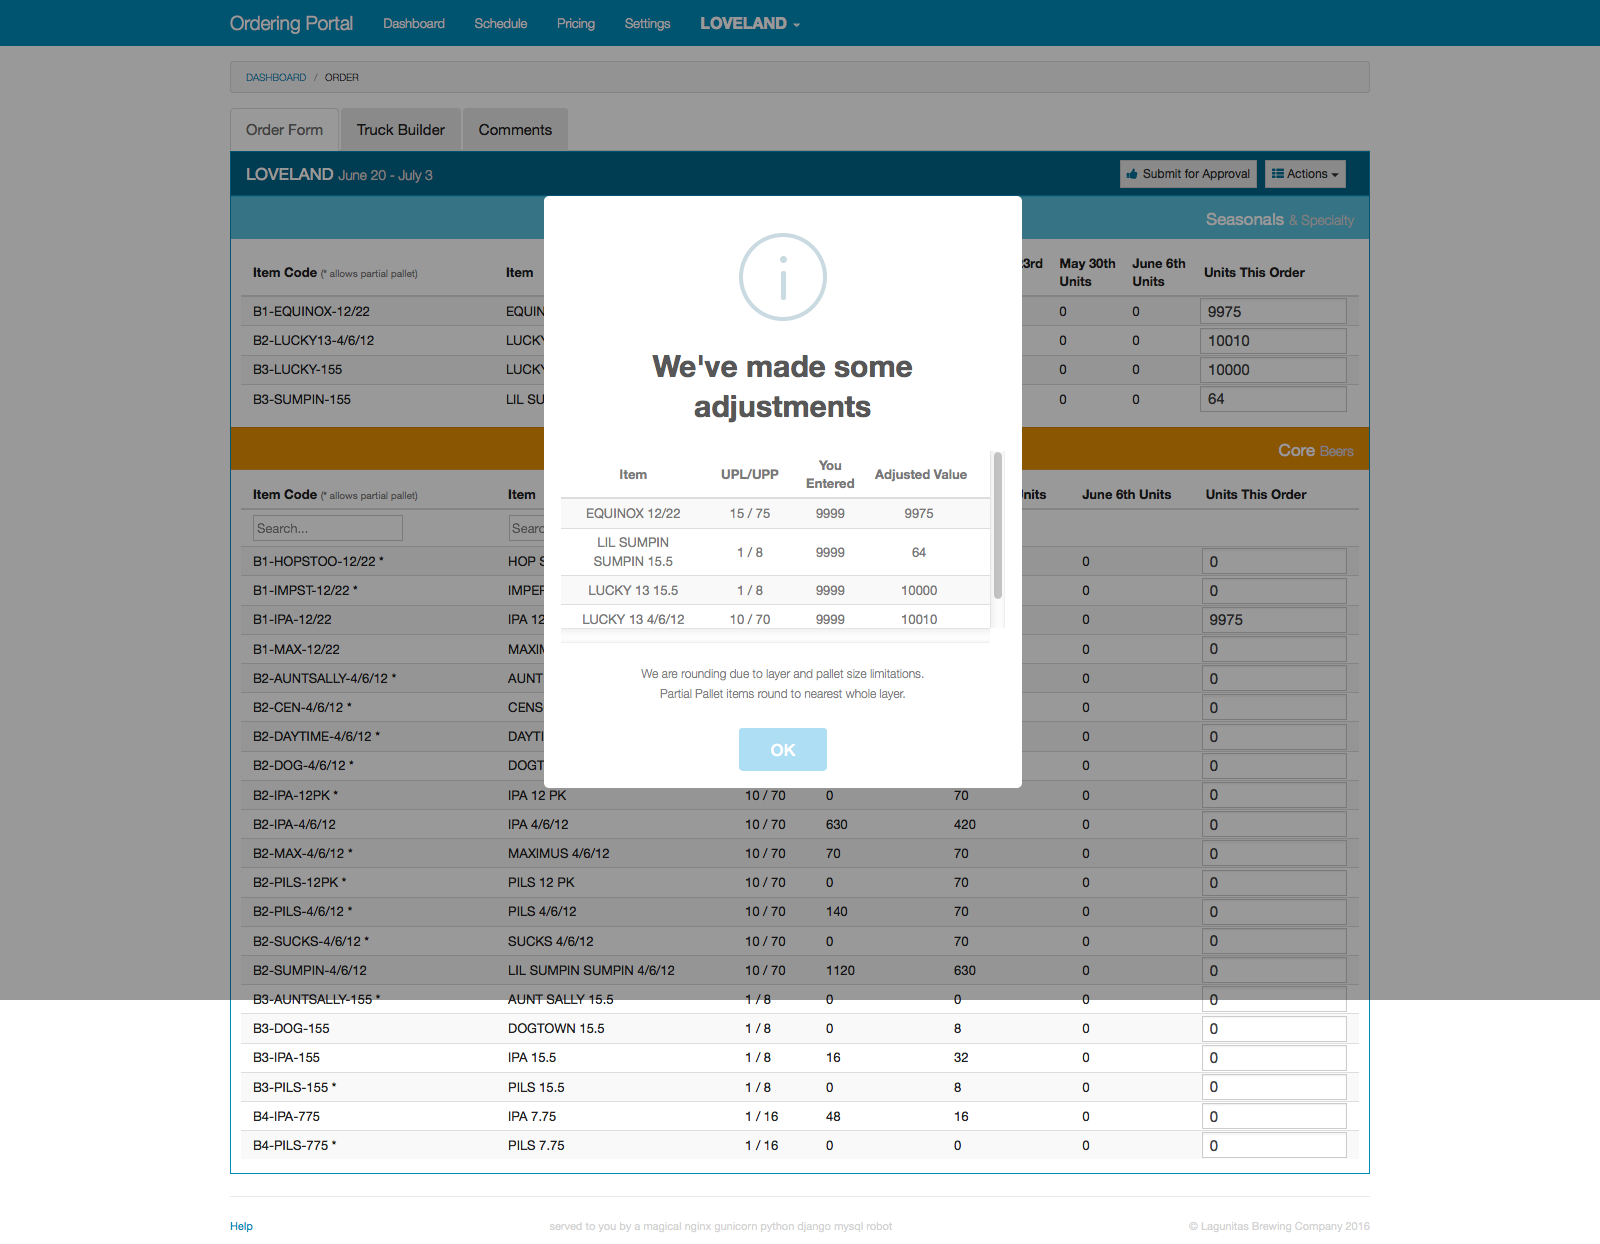 Ordering Portal Dashboard Schedule Pricing Settings LOVELAND
DASHBOARD / ORDER
Order Form Truck Builder Comments
LOVELAND June 20 - July 3 Submit for Approval Actions
Seasonals & Specialty
Item Code (* allows partial pallet) Item 23rd May 30th Units June 6th Units Units This Order
B1-EQUINOX-12/22 EQUIN 0 0 9975
B2-LUCKY13-4/6/12 LUCKY 0 0 10010
B3-LUCKY-155 LUCKY 0 0 10000
B3-SUMPIN-155 LIL SU 0 0 64
Core Beers
Item Code (* allows partial pallet) Item nits June 6th Units Units This Order
Search... Searc
B1-HOPSTOO-12/22 * HOP S 0 0
B1-IMPST-12/22 * IMPER 0 0
B1-IPA-12/22 IPA 12 0 9975
B1-MAX-12/22 MAXIM 0 0
B2-AUNTSALLY-4/6/12 * AUNT 0 0
B2-CEN-4/6/12 * CENS 0 0
B2-DAYTIME-4/6/12 * DAYTI 0 0
B2-DOG-4/6/12 * DOGT 0 0
B2-IPA-12PK * IPA 12 PK 10 / 70 0 70 0 0
B2-IPA-4/6/12 IPA 4/6/12 10 / 70 630 420 0 0
B2-MAX-4/6/12 * MAXIMUS 4/6/12 10 / 70 70 70 0 0
B2-PILS-12PK * PILS 12 PK 10 / 70 0 70 0 0
B2-PILS-4/6/12 * PILS 4/6/12 10 / 70 140 70 0 0
B2-SUCKS-4/6/12 * SUCKS 4/6/12 10 / 70 0 70 0 0
B2-SUMPIN-4/6/12 LIL SUMPIN SUMPIN 4/6/12 10 / 70 1120 630 0 0
B3-AUNTSALLY-155 * AUNT SALLY 15.5 1 / 8 0 0 0 0
B3-DOG-155 DOGTOWN 15.5 1 / 8 0 8 0 0
B3-IPA-155 IPA 15.5 1 / 8 16 32 0 0
B3-PILS-155 * PILS 15.5 1 / 8 0 8 0 0
B4-IPA-775 IPA 7.75 1 / 16 48 16 0 0
B4-PILS-775 * PILS 7.75 1 / 16 0 0 0 0
We've made some
adjustments
Item UPL/UPP You Entered Adjusted Value
EQUINOX 12/22 15 / 75 9999 9975
LIL SUMPIN SUMPIN 15.5 1 / 8 9999 64
LUCKY 13 15.5 1 / 8 9999 10000
LUCKY 13 4/6/12 10 / 70 9999 10010
We are rounding due to layer and pallet size limitations.
Partial Pallet items round to nearest whole layer.
OK
Help served to you by a magical nginx gunicorn python django mysql robot © Lagunitas Brewing Company 2016